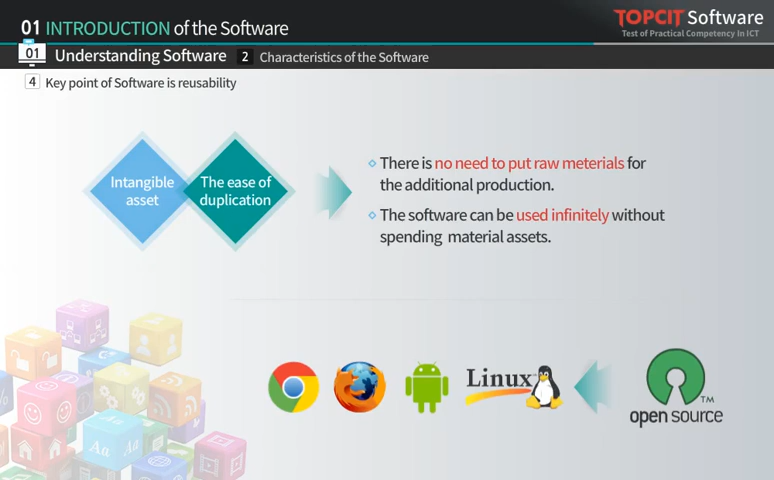 01 INTRODUCTION of the Software
TOPCIT Software
Test of Practical Competency In ICT
01 Understanding Software 2 Characteristics of the Software
4 Key point of Software is reusability
Intangible
asset
The ease of
duplication
There is no need to put raw meterials for
the additional production.
The software can be used infinitely without
spending material assets.
Linux
TM
open source
Aa
Aa